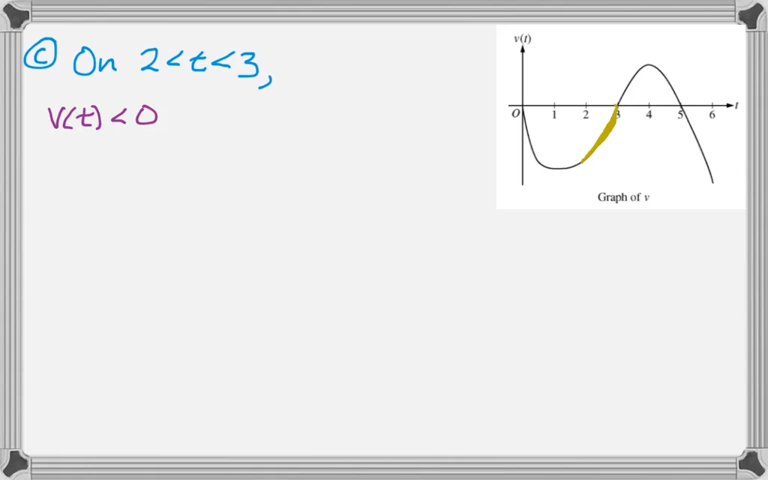 Ⓒ On 2 < t < 3,
v(t) < 0
v(t)
O 1 2 3 4 5 6 t
Graph of v